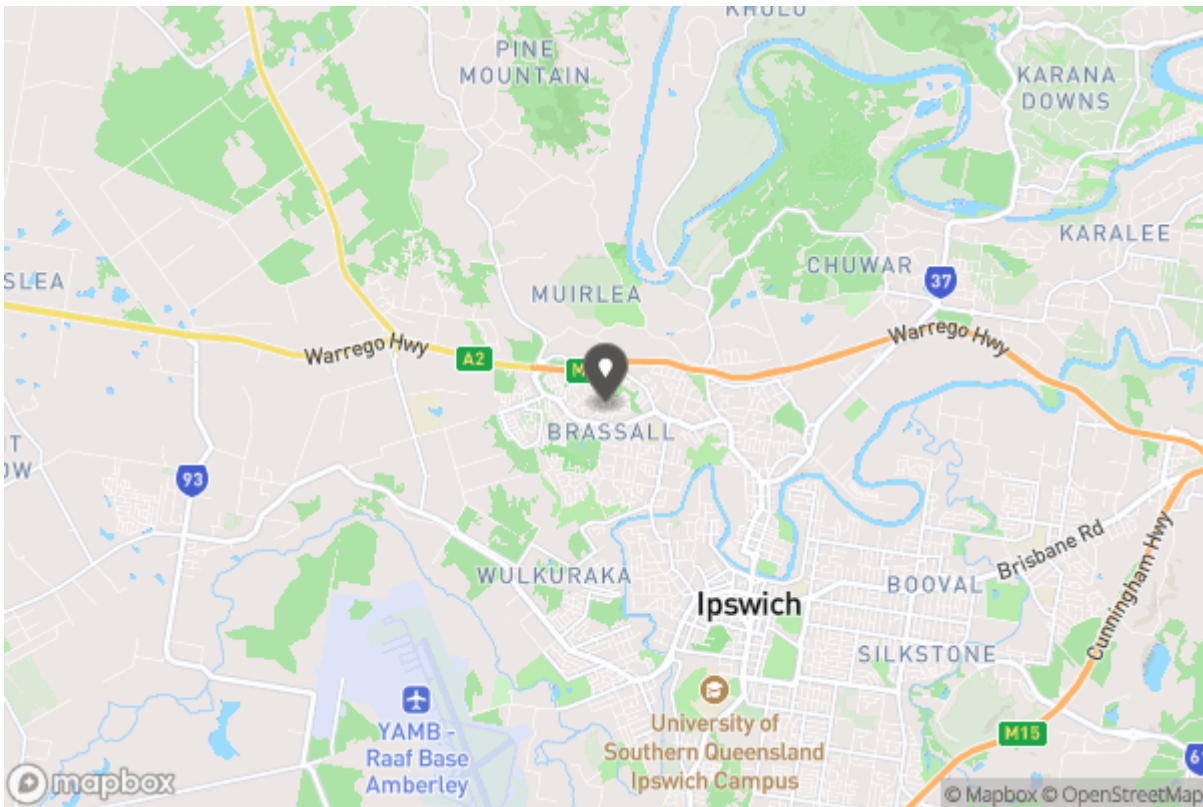 KHOLO
PINE
MOUNTAIN
KARANA
DOWNS
KARALEE
CHUWAR
37
SLEA
MUIRLEA
Warrego Hwy
Warrego Hwy
A2
BRASSALL
93
Brisbane Rd
WULKURAKA
BOOVAL
Ipswich
Cunningham Hwy
SILKSTONE
University of
Southern Queensland
Ipswich Campus
YAMB -
Raaf Base
Amberley
M15
6
mapbox
© Mapbox © OpenStreetMap